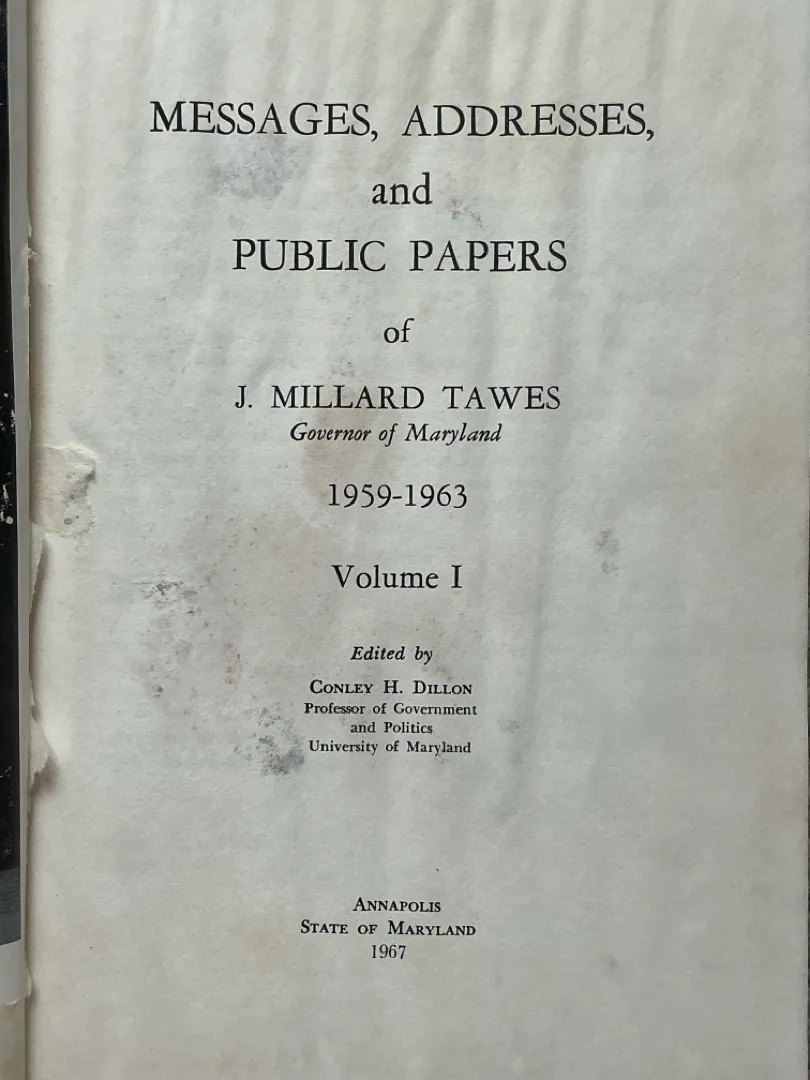 MESSAGES, ADDRESSES,
and
PUBLIC PAPERS
of
J. MILLARD TAWES
Governor of Maryland
1959-1963
Volume I
Edited by
CONLEY H. DILLON
Professor of Government
and Politics
University of Maryland
ANNAPOLIS
STATE OF MARYLAND
1967